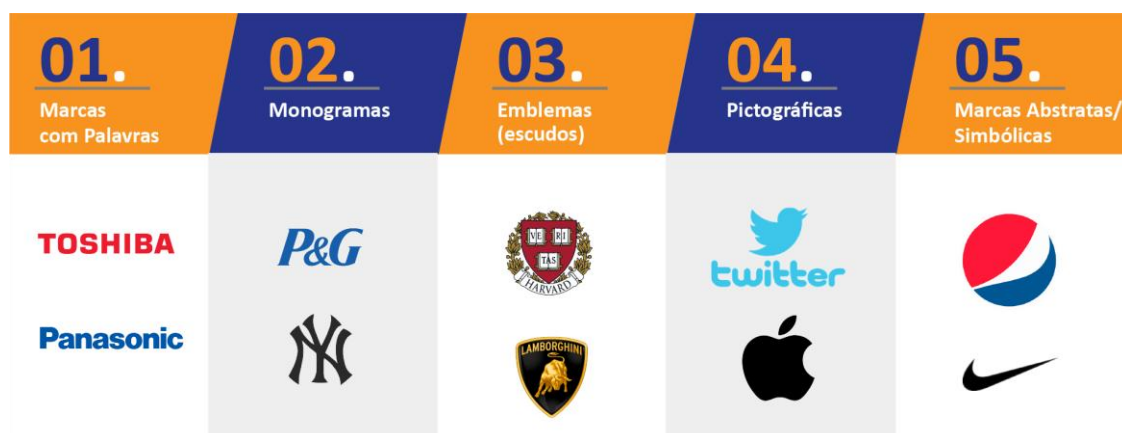 01.
Marcas
com Palavras
02.
Monogramas
03.
Emblemas
(escudos)
04.
Pictográficas
05.
Marcas Abstratas/
Simbólicas
TOSHIBA
Panasonic
P&G
NY
VE RI
TAS
HARVARD
LAMBORGHINI
twitter